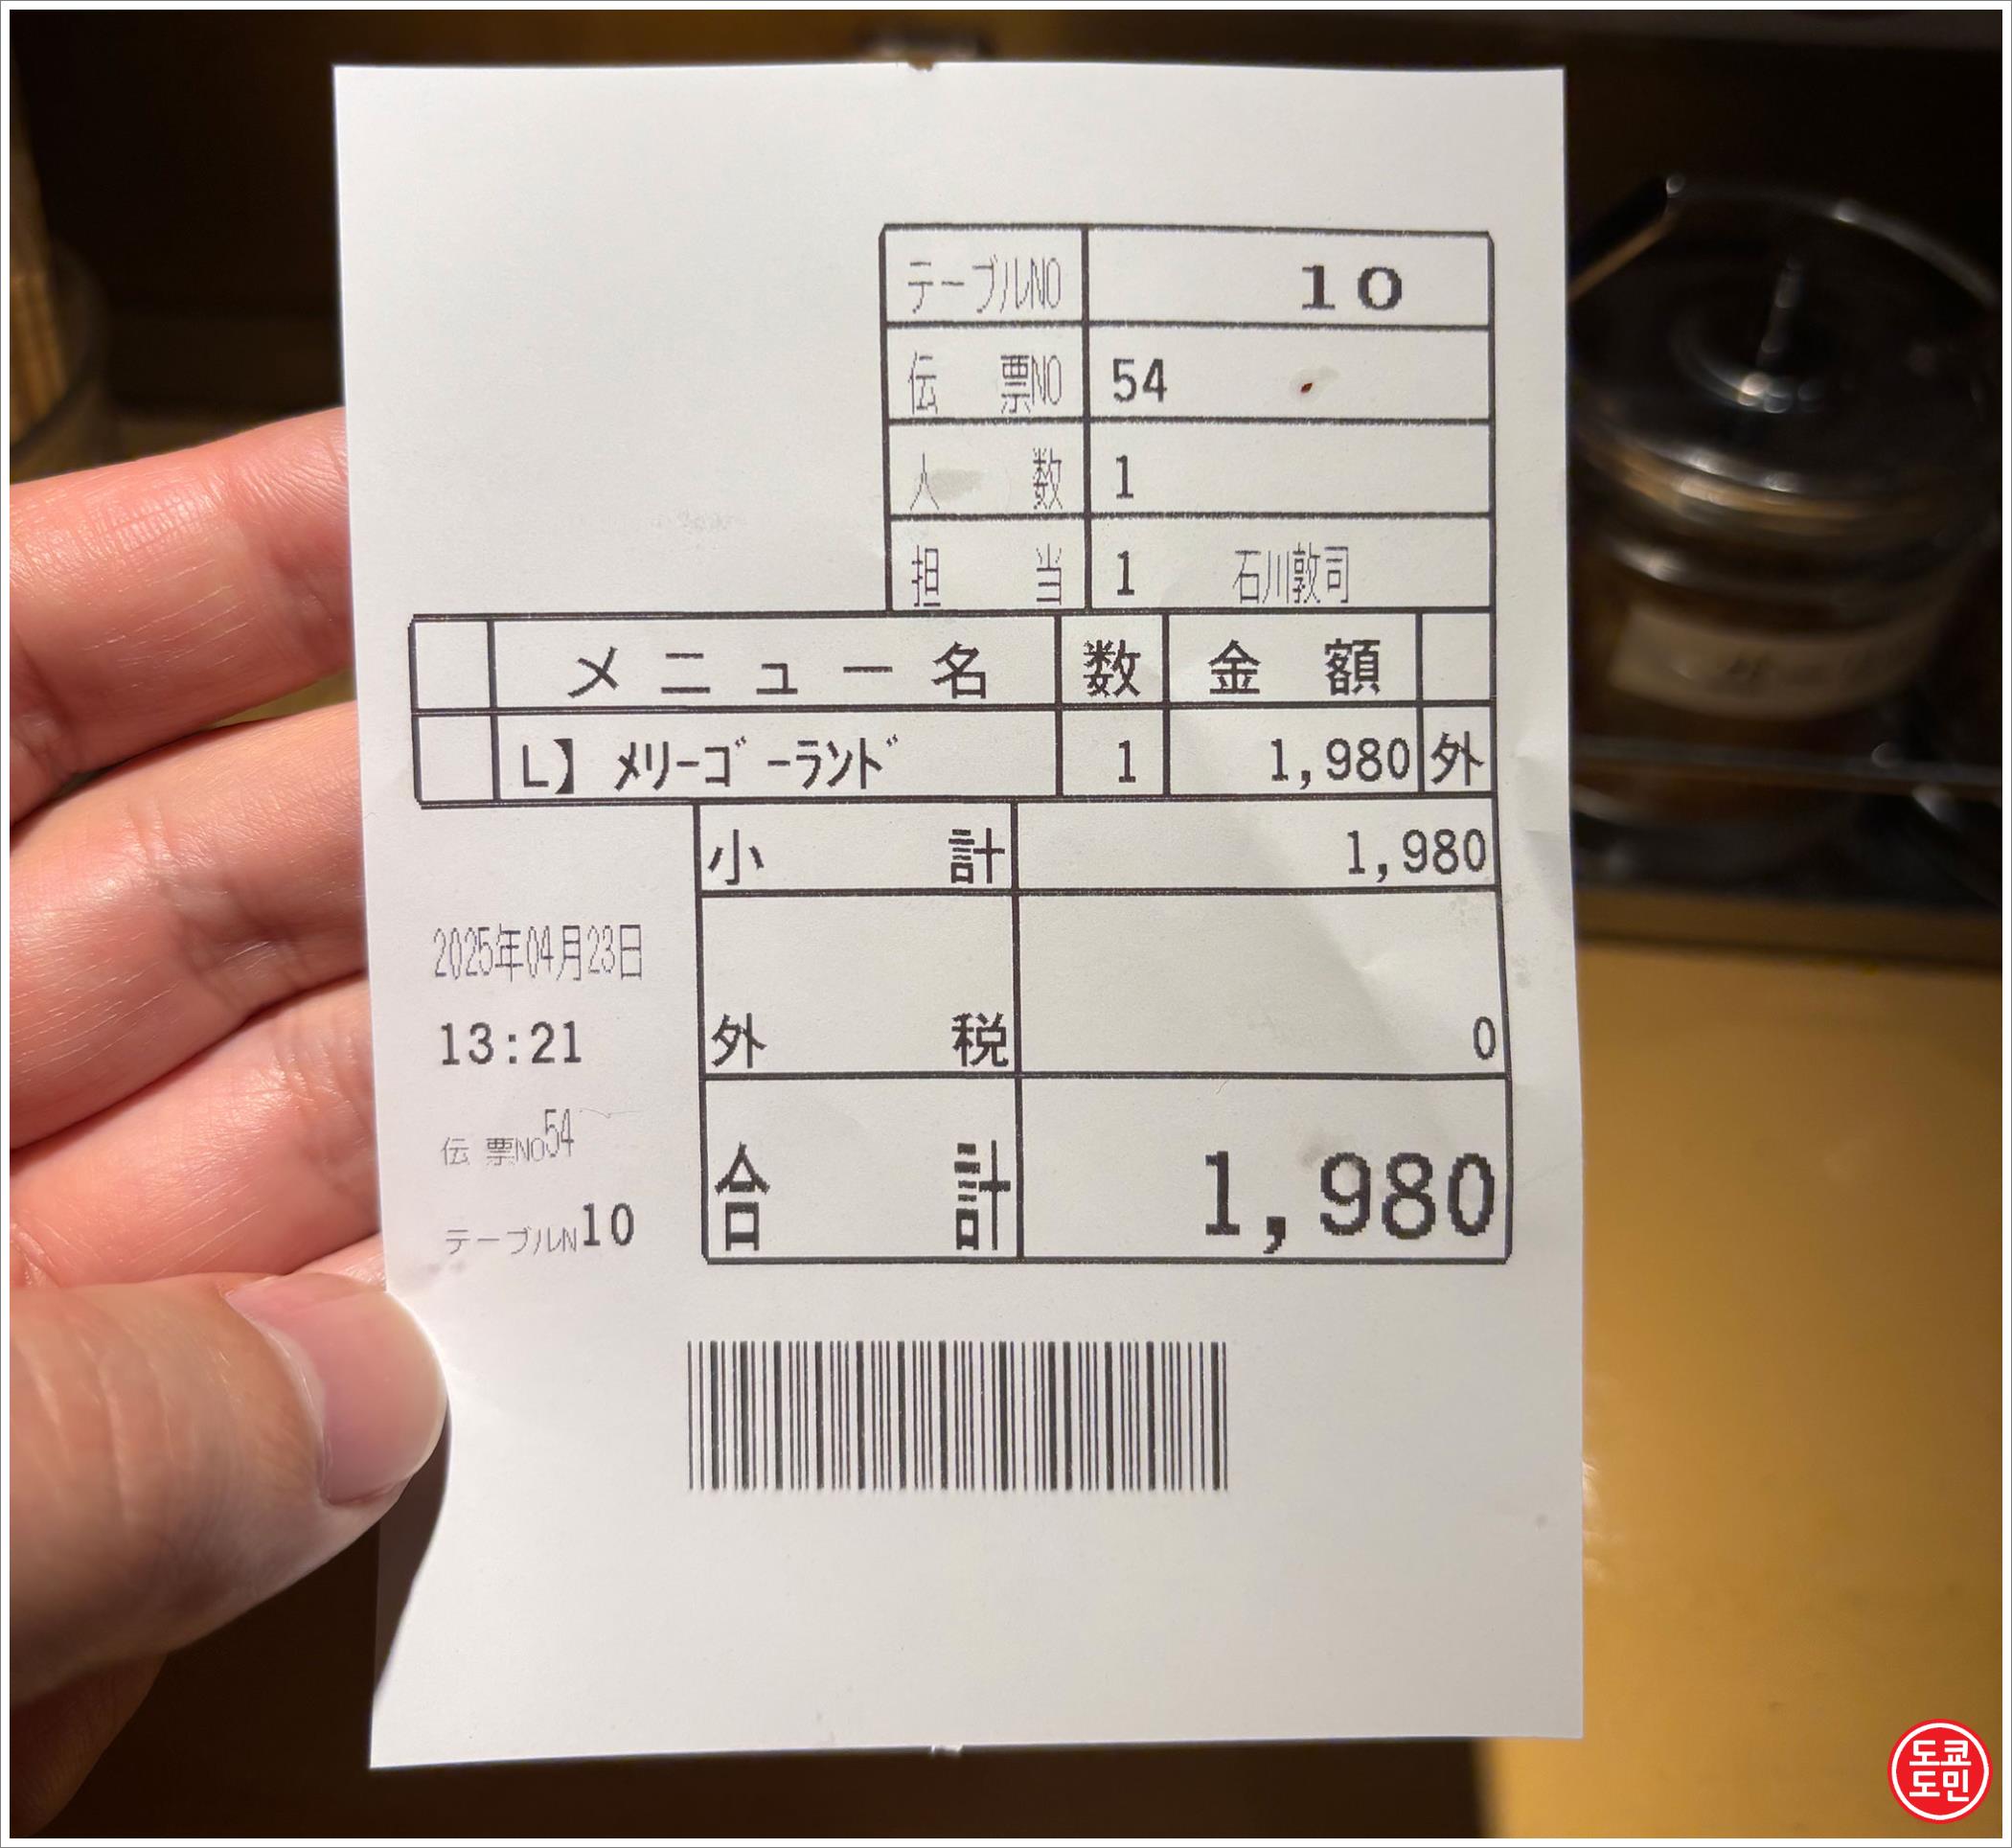 テーブルNO 10
伝票NO 54
人数 1
担当 1 石川敦司
メニュー名 数 金額
L】ﾒﾘｰｺﾞｰﾗﾝﾄﾞ 1 1,980 外
小計 1,980
2025年04月23日
13:21
外税 0
伝票NO54
テーブルN10
合計 1,980
도쿄
도민